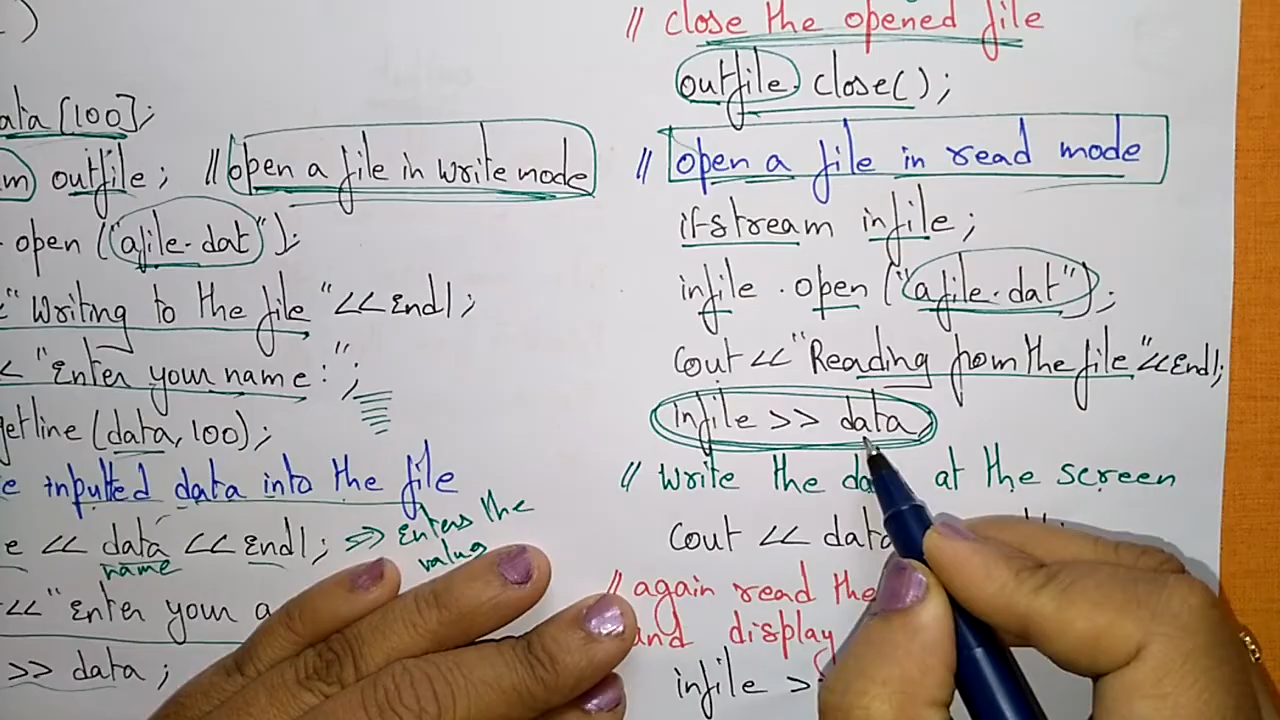 )
ata [100];
m) outfile; // open a file in write mode
open ("afile.dat");
"Writing to the file "<<Endl;
< "Enter your name: ";
getline (data, 100);
e inputted data into the file
e << data << Endl; => Enters the value
name
<<"Enter your a
>> data;
// close the opened file
outfile. close();
// open a file in read mode
ifstream infile;
infile. open ("afile.dat");
Cout <<"Reading from the file"<<Endl;
infile >> data;
// Write the da at the screen
Cout << data
// again read the
and display
infile >